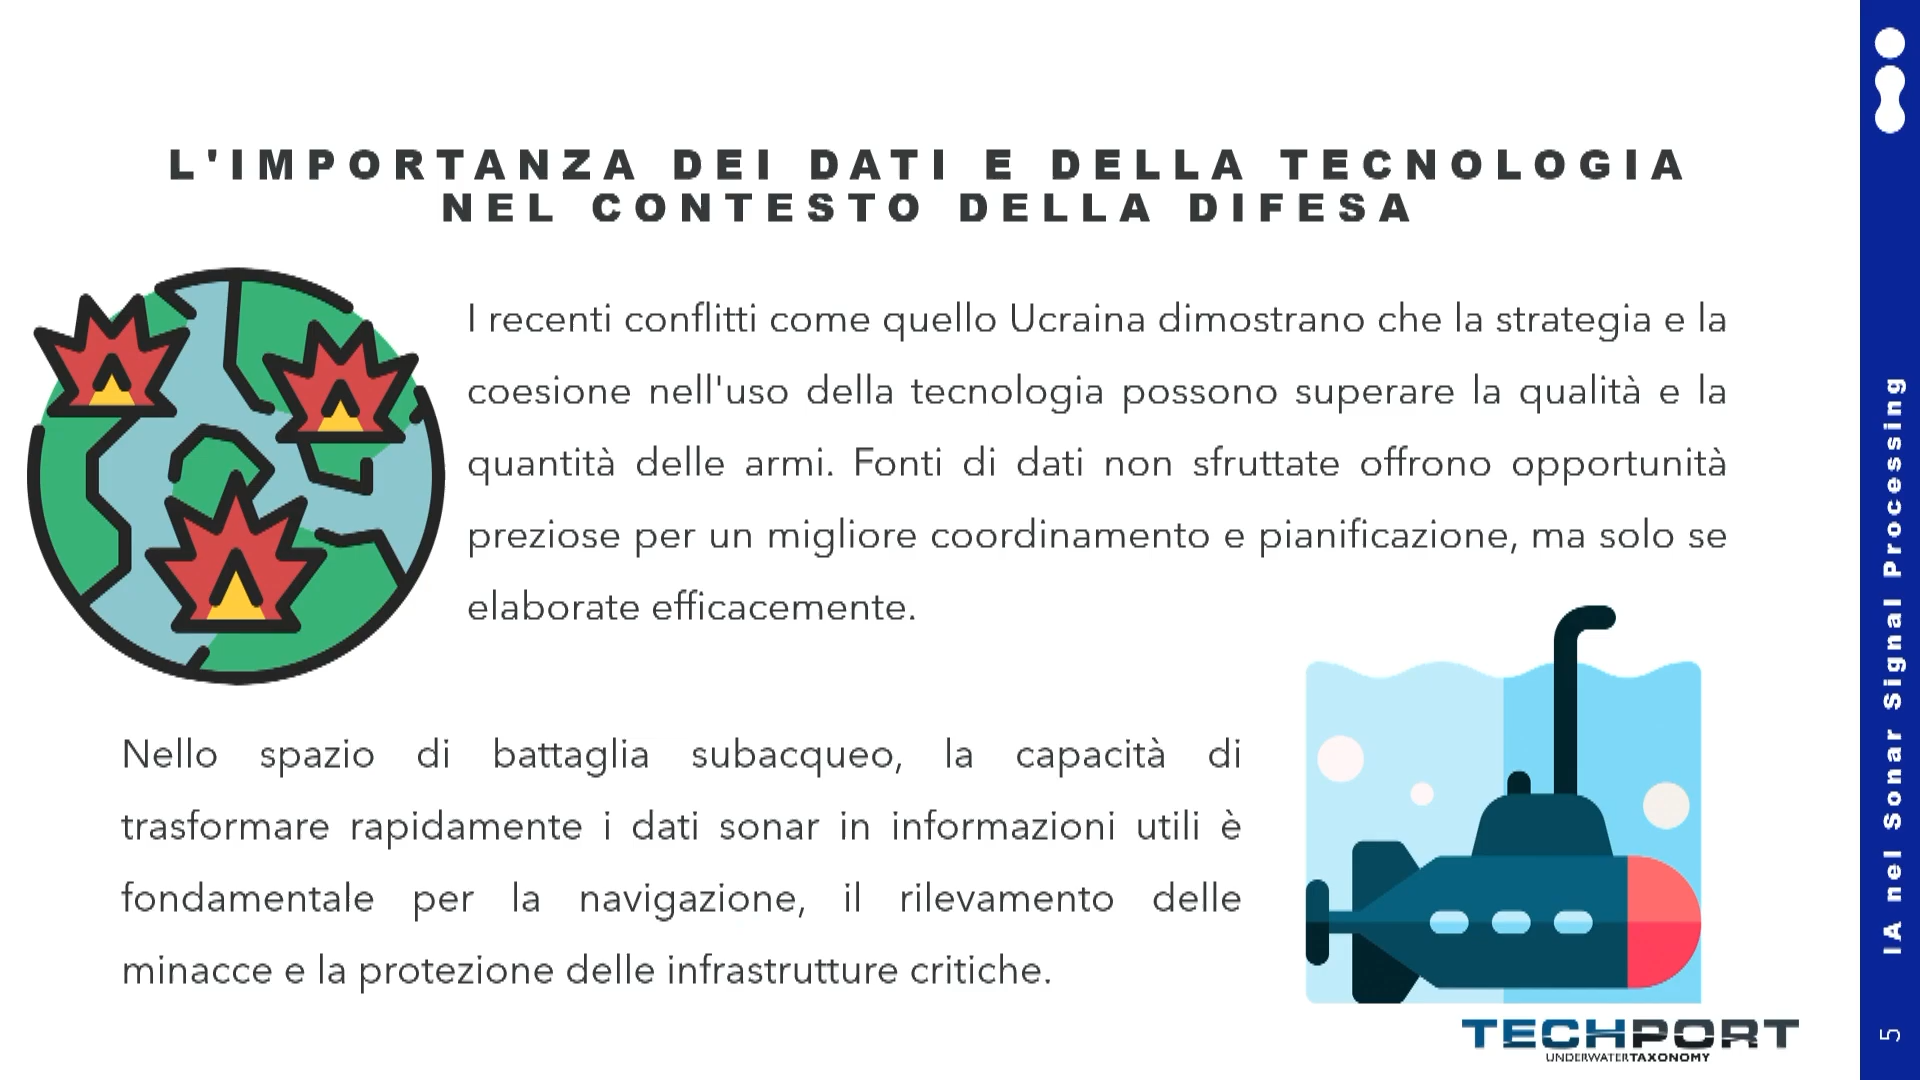 L'IMPORTANZA DEI DATI E DELLA TECNOLOGIA
NEL CONTESTO DELLA DIFESA
I recenti conflitti come quello Ucraina dimostrano che la strategia e la
coesione nell'uso della tecnologia possono superare la qualità e la
quantità delle armi. Fonti di dati non sfruttate offrono opportunità
preziose per un migliore coordinamento e pianificazione, ma solo se
elaborate efficacemente.
Nello spazio di battaglia subacqueo, la capacità di
trasformare rapidamente i dati sonar in informazioni utili è
fondamentale per la navigazione, il rilevamento delle
minacce e la protezione delle infrastrutture critiche.
TECHPORT
UNDERWATERTAXONOMY
IA nel Sonar Signal Processing
5